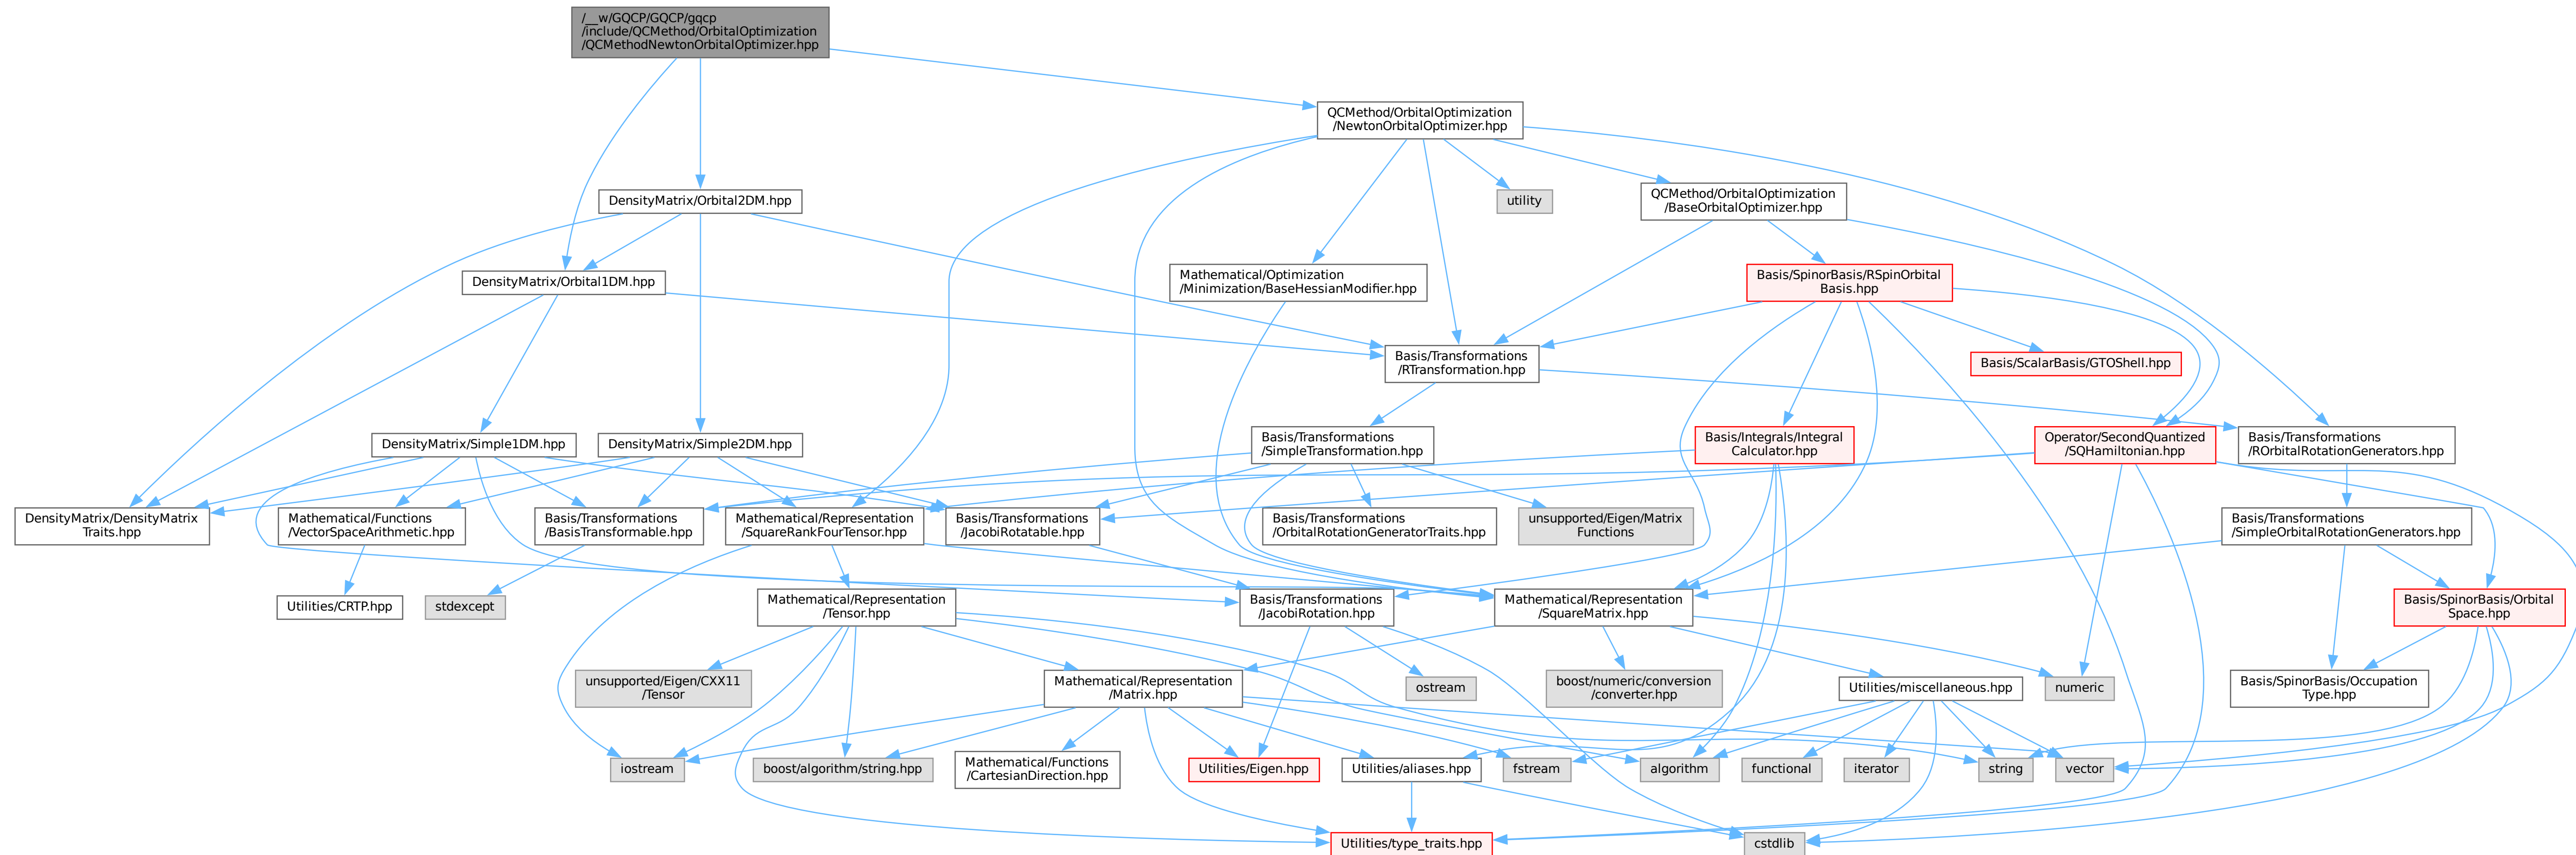 /__w/GQCP/GQCP/gqcp
/include/QCMethod/OrbitalOptimization
/QCMethodNewtonOrbitalOptimizer.hpp
QCMethod/OrbitalOptimization
/NewtonOrbitalOptimizer.hpp
DensityMatrix/Orbital2DM.hpp
utility
QCMethod/OrbitalOptimization
/BaseOrbitalOptimizer.hpp
DensityMatrix/Orbital1DM.hpp
Mathematical/Optimization
/Minimization/BaseHessianModifier.hpp
Basis/SpinorBasis/RSpinOrbital
Basis.hpp
Basis/Transformations
/RTransformation.hpp
Basis/ScalarBasis/GTOShell.hpp
DensityMatrix/Simple1DM.hpp
DensityMatrix/Simple2DM.hpp
Basis/Transformations
/SimpleTransformation.hpp
Basis/Integrals/Integral
Calculator.hpp
Operator/SecondQuantized
/SQHamiltonian.hpp
Basis/Transformations
/ROrbitalRotationGenerators.hpp
DensityMatrix/DensityMatrix
Traits.hpp
Mathematical/Functions
/VectorSpaceArithmetic.hpp
Basis/Transformations
/BasisTransformable.hpp
Mathematical/Representation
/SquareRankFourTensor.hpp
Basis/Transformations
/JacobiRotatable.hpp
Basis/Transformations
/OrbitalRotationGeneratorTraits.hpp
unsupported/Eigen/Matrix
Functions
Basis/Transformations
/SimpleOrbitalRotationGenerators.hpp
Utilities/CRTP.hpp
stdexcept
Mathematical/Representation
/Tensor.hpp
Basis/Transformations
/JacobiRotation.hpp
Mathematical/Representation
/SquareMatrix.hpp
Basis/SpinorBasis/Orbital
Space.hpp
unsupported/Eigen/CXX11
/Tensor
Mathematical/Representation
/Matrix.hpp
ostream
boost/numeric/conversion
/converter.hpp
Utilities/miscellaneous.hpp
numeric
Basis/SpinorBasis/Occupation
Type.hpp
iostream
boost/algorithm/string.hpp
Mathematical/Functions
/CartesianDirection.hpp
Utilities/Eigen.hpp
Utilities/aliases.hpp
fstream
algorithm
functional
iterator
string
vector
Utilities/type_traits.hpp
cstdlib